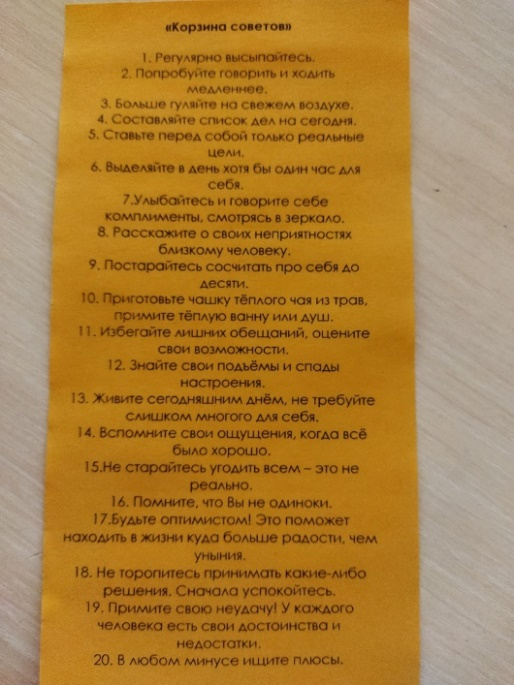 «Корзина советов»
1. Регулярно высыпайтесь.
2. Попробуйте говорить и ходить
медленнее.
3. Больше гуляйте на свежем воздухе.
4. Составляйте список дел на сегодня.
5. Ставьте перед собой только реальные
цели.
6. Выделяйте в день хотя бы один час для
себя.
7.Улыбайтесь и говорите себе
комплименты, смотрясь в зеркало.
8. Расскажите о своих неприятностях
близкому человеку.
9. Постарайтесь сосчитать про себя до
десяти.
10. Приготовьте чашку тёплого чая из трав,
примите тёплую ванну или душ.
11. Избегайте лишних обещаний, оцените
свои возможности.
12. Знайте свои подъёмы и спады
настроения.
13. Живите сегодняшним днём, не требуйте
слишком многого для себя.
14. Вспомните свои ощущения, когда всё
было хорошо.
15.Не старайтесь угодить всем – это не
реально.
16. Помните, что Вы не одиноки.
17.Будьте оптимистом! Это поможет
находить в жизни куда больше радости, чем
уныния.
18. Не торопитесь принимать какие-либо
решения. Сначала успокойтесь.
19. Примите свою неудачу! У каждого
человека есть свои достоинства и
недостатки.
20. В любом минусе ищите плюсы.